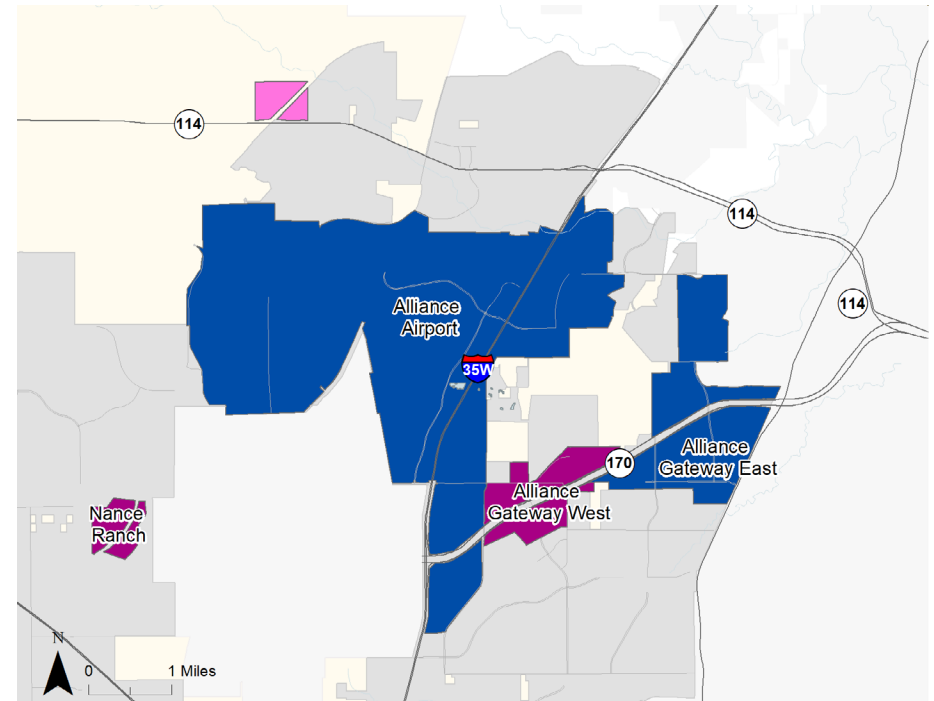 114
114
114
Alliance
Airport
35W
170
Alliance
Gateway East
Alliance
Gateway West
Nance
Ranch
N
0 1 Miles